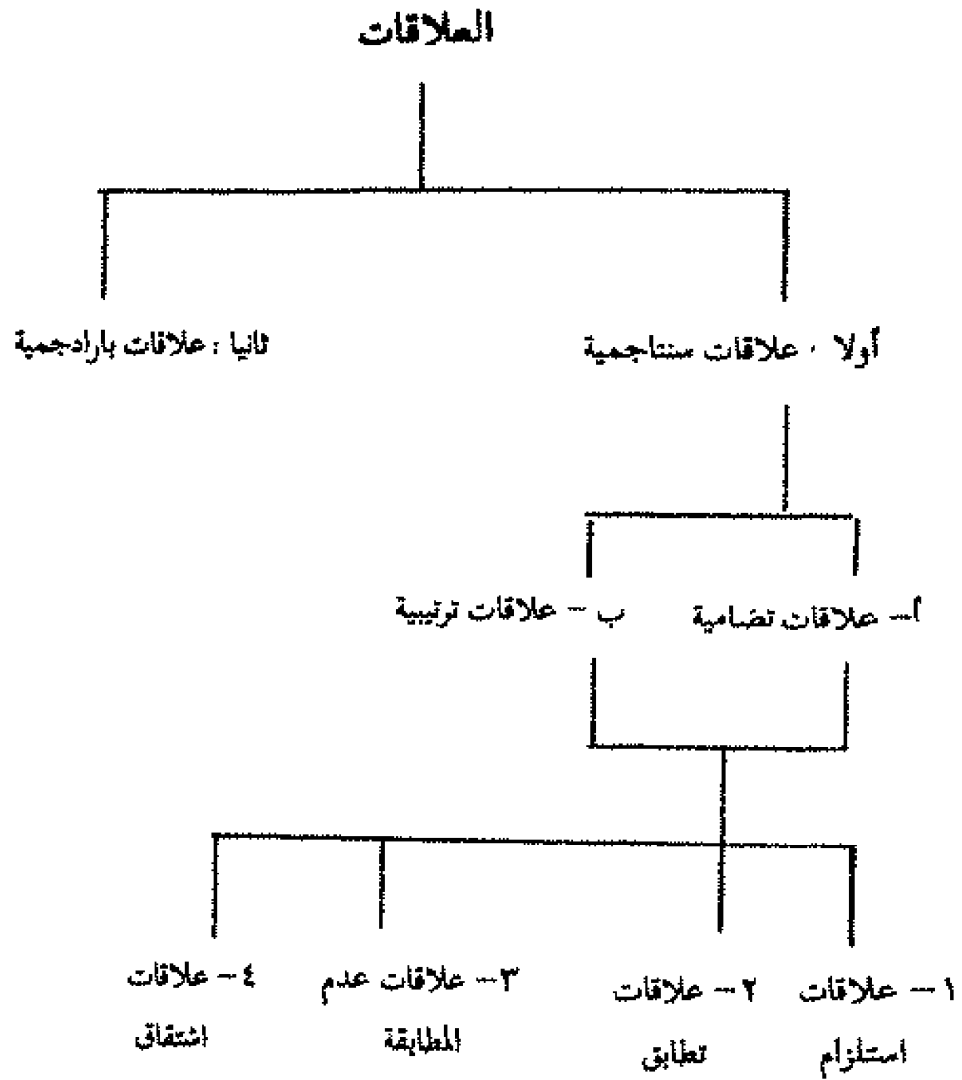 العلاقات
أولا . علاقات سنتاجمية
ثانيا : علاقات بارادجمية
أ- علاقات تضامية
ب - علاقات ترتيبية
١ - علاقات
استلزام
٢ - علاقات
تطابق
٣ - علاقات عدم
المطابقة
٤ - علاقات
اشتقاق